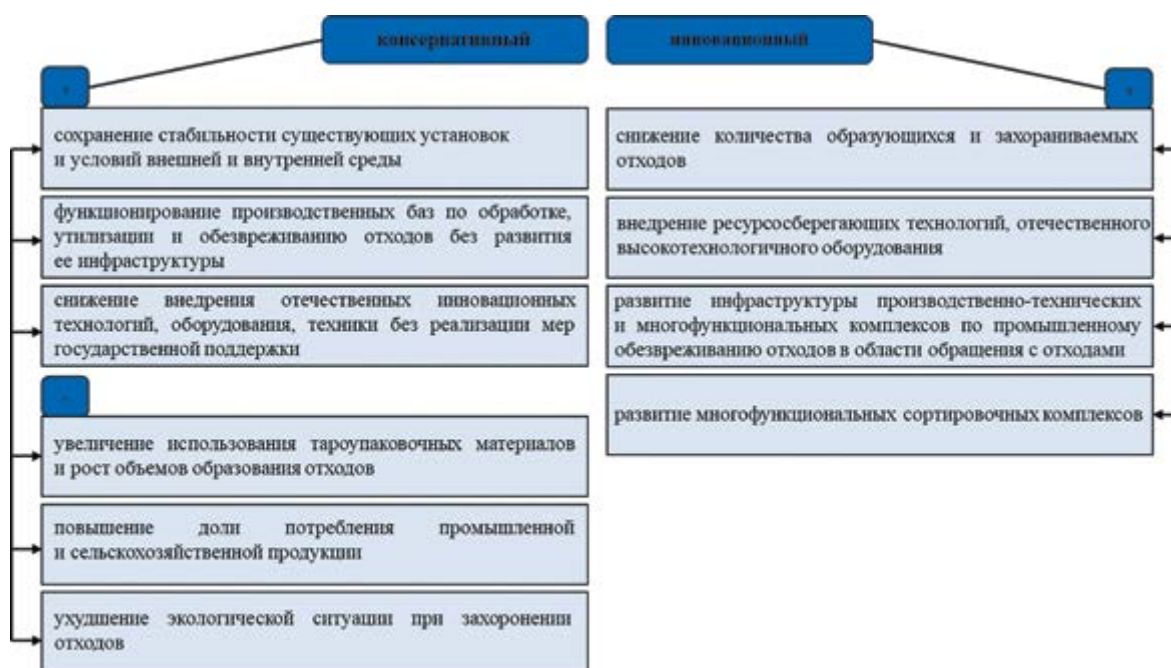 консервативный
инновационный
+
сохранение стабильности существующих установок
и условий внешней и внутренней среды
функционирование производственных баз по обработке,
утилизации и обезвреживанию отходов без развития
ее инфраструктуры
снижение внедрения отечественных инновационных
технологий, оборудования, техники без реализации мер
государственной поддержки
-
увеличение использования тароупаковочных материалов
и рост объемов образования отходов
повышение доли потребления промышленной
и сельскохозяйственной продукции
ухудшение экологической ситуации при захоронении
отходов
+
снижение количества образующихся и захораниваемых
отходов
внедрение ресурсосберегающих технологий, отечественного
высокотехнологичного оборудования
развитие инфраструктуры производственно-технических
и многофункциональных комплексов по промышленному
обезвреживанию отходов в области обращения с отходами
развитие многофункциональных сортировочных комплексов